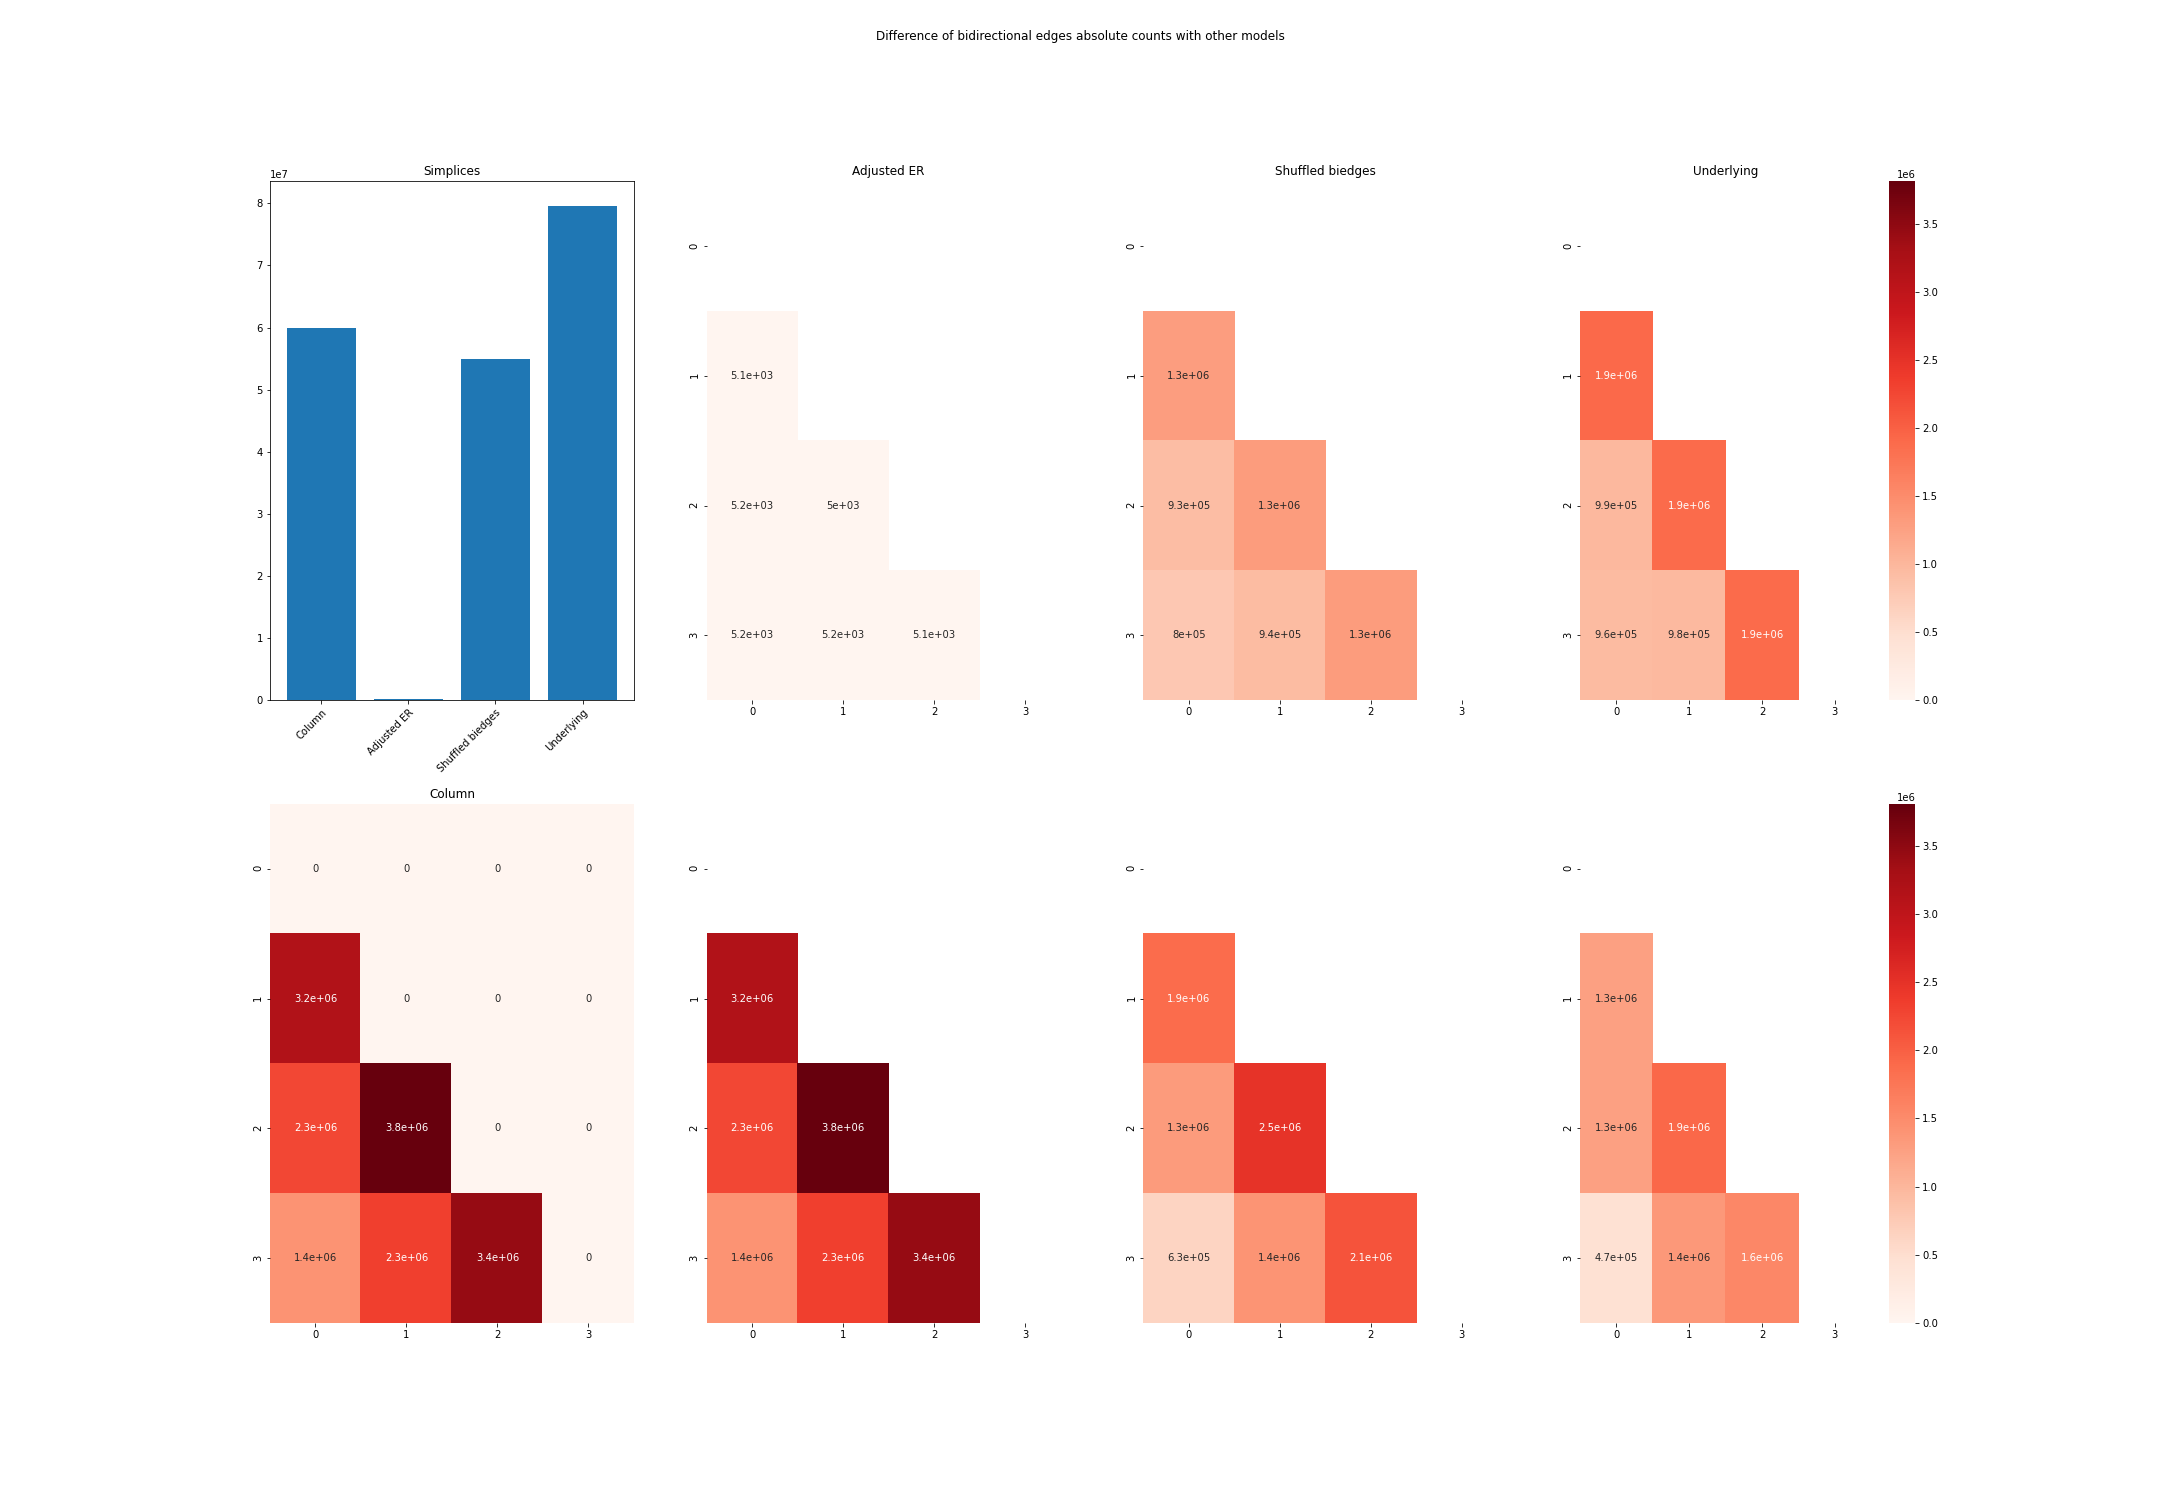 Difference of bidirectional edges absolute counts with other models
Simplices
1e7
8
7
6
5
4
3
2
1
0
Column
Adjusted ER
Shuffled biedges
Underlying
Adjusted ER
0
1
5.1e+03
2
5.2e+03 5e+03
3
5.2e+03 5.2e+03 5.1e+03
0 1 2 3
Shuffled biedges
0
1
1.3e+06
2
9.3e+05 1.3e+06
3
8e+05 9.4e+05 1.3e+06
0 1 2 3
Underlying
0
1
1.9e+06
2
9.9e+05 1.9e+06
3
9.6e+05 9.8e+05 1.9e+06
0 1 2 3
1e6
3.5
3.0
2.5
2.0
1.5
1.0
0.5
0.0
Column
0
0 0 0 0
1
3.2e+06 0 0 0
2
2.3e+06 3.8e+06 0 0
3
1.4e+06 2.3e+06 3.4e+06 0
0 1 2 3
0
1
3.2e+06
2
2.3e+06 3.8e+06
3
1.4e+06 2.3e+06 3.4e+06
0 1 2 3
0
1
1.9e+06
2
1.3e+06 2.5e+06
3
6.3e+05 1.4e+06 2.1e+06
0 1 2 3
0
1
1.3e+06
2
1.3e+06 1.9e+06
3
4.7e+05 1.4e+06 1.6e+06
0 1 2 3
1e6
3.5
3.0
2.5
2.0
1.5
1.0
0.5
0.0